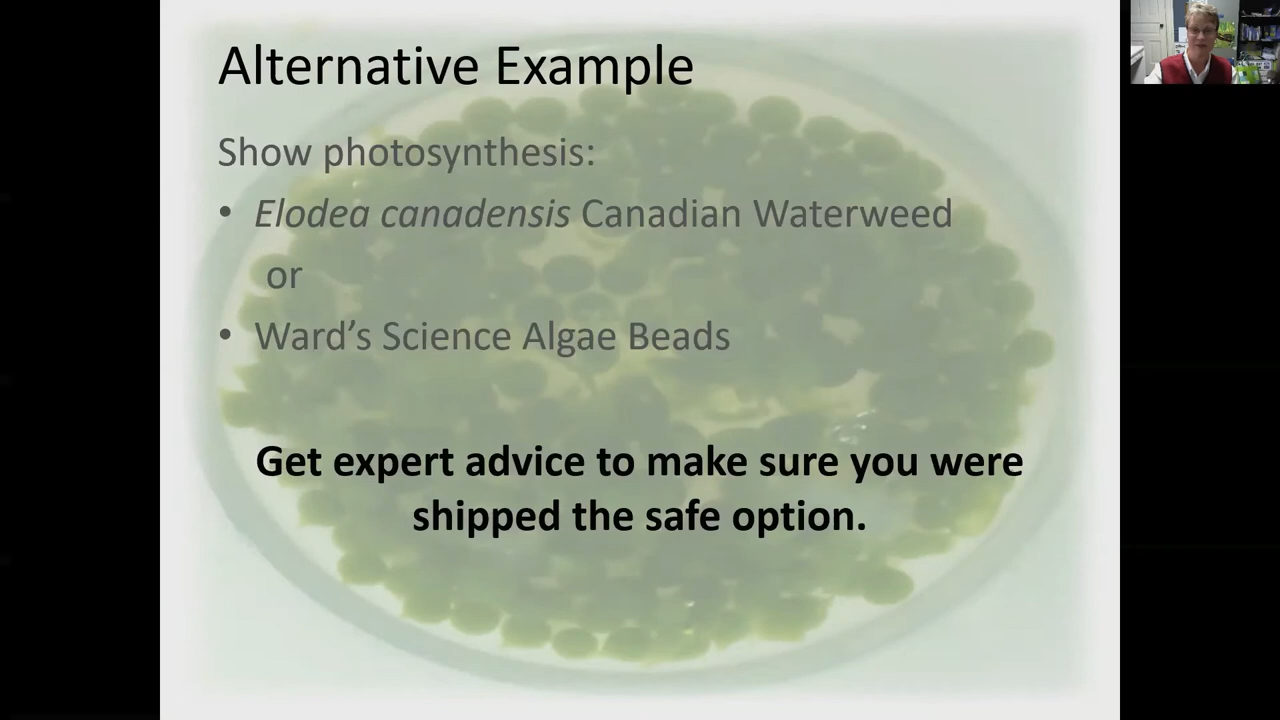 Alternative Example
Show photosynthesis:
• Elodea canadensis Canadian Waterweed
or
• Ward’s Science Algae Beads
Get expert advice to make sure you were
shipped the safe option.